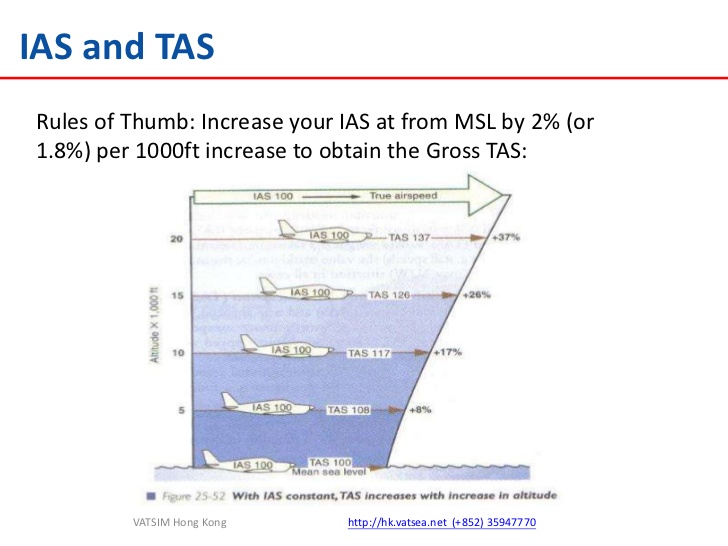 IAS and TAS
Rules of Thumb: Increase your IAS at from MSL by 2% (or
1.8%) per 1000ft increase to obtain the Gross TAS:
IAS 100 True airspeed
20 IAS 100 TAS 137 +37%
15 IAS 100 TAS 126 +26%
Altitude X 1,000 ft
10 IAS 100 TAS 117 +17%
5 IAS 100 TAS 108 +8%
IAS 100 TAS 100
Mean sea level
Figure 25-52 With IAS constant, TAS increases with increase in altitude
VATSIM Hong Kong http://hk.vatsea.net (+852) 35947770